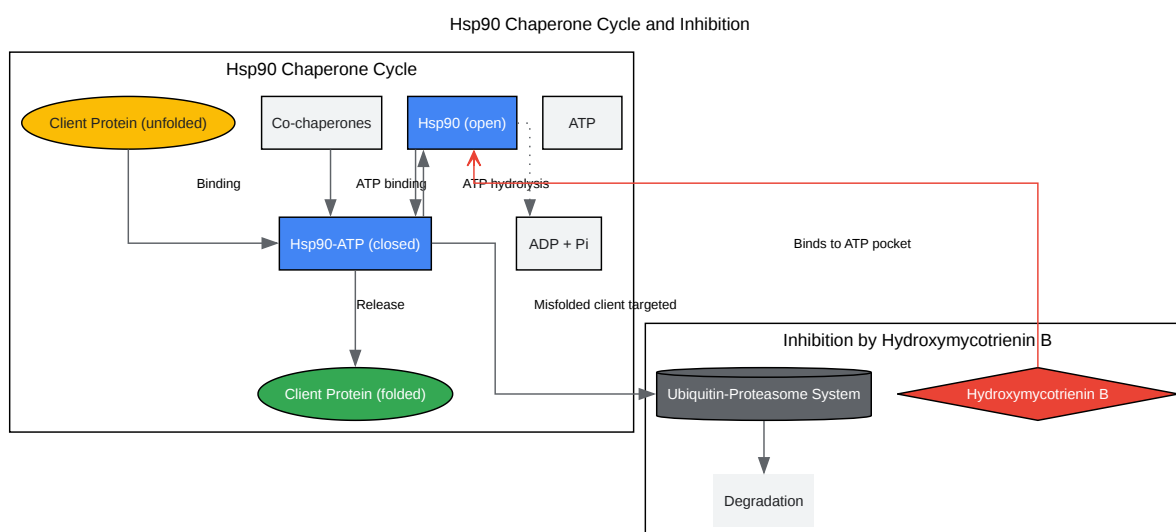 Hsp90 Chaperone Cycle and Inhibition
Hsp90 Chaperone Cycle
Client Protein (unfolded)
Co-chaperones
Hsp90 (open)
ATP
Binding
ATP binding
ATP hydrolysis
Hsp90-ATP (closed)
ADP + Pi
Binds to ATP pocket
Release
Misfolded client targeted
Inhibition by Hydroxymycotrienin B
Client Protein (folded)
Ubiquitin-Proteasome System
Hydroxymycotrienin B
Degradation